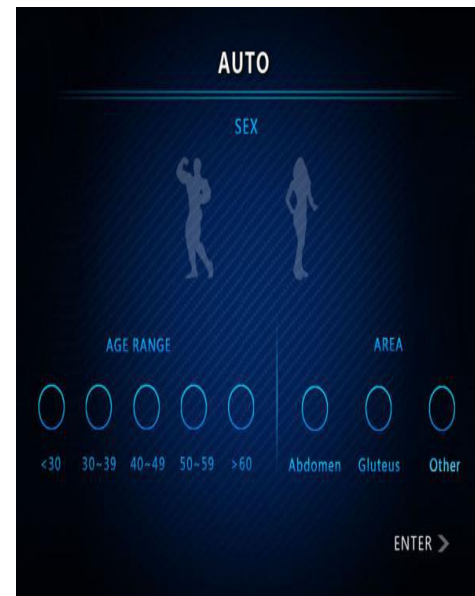 AUTO
SEX
AGE RANGE
AREA
<30 30~39 40~49 50~59 >60
Abdomen Gluteus Other
ENTER >